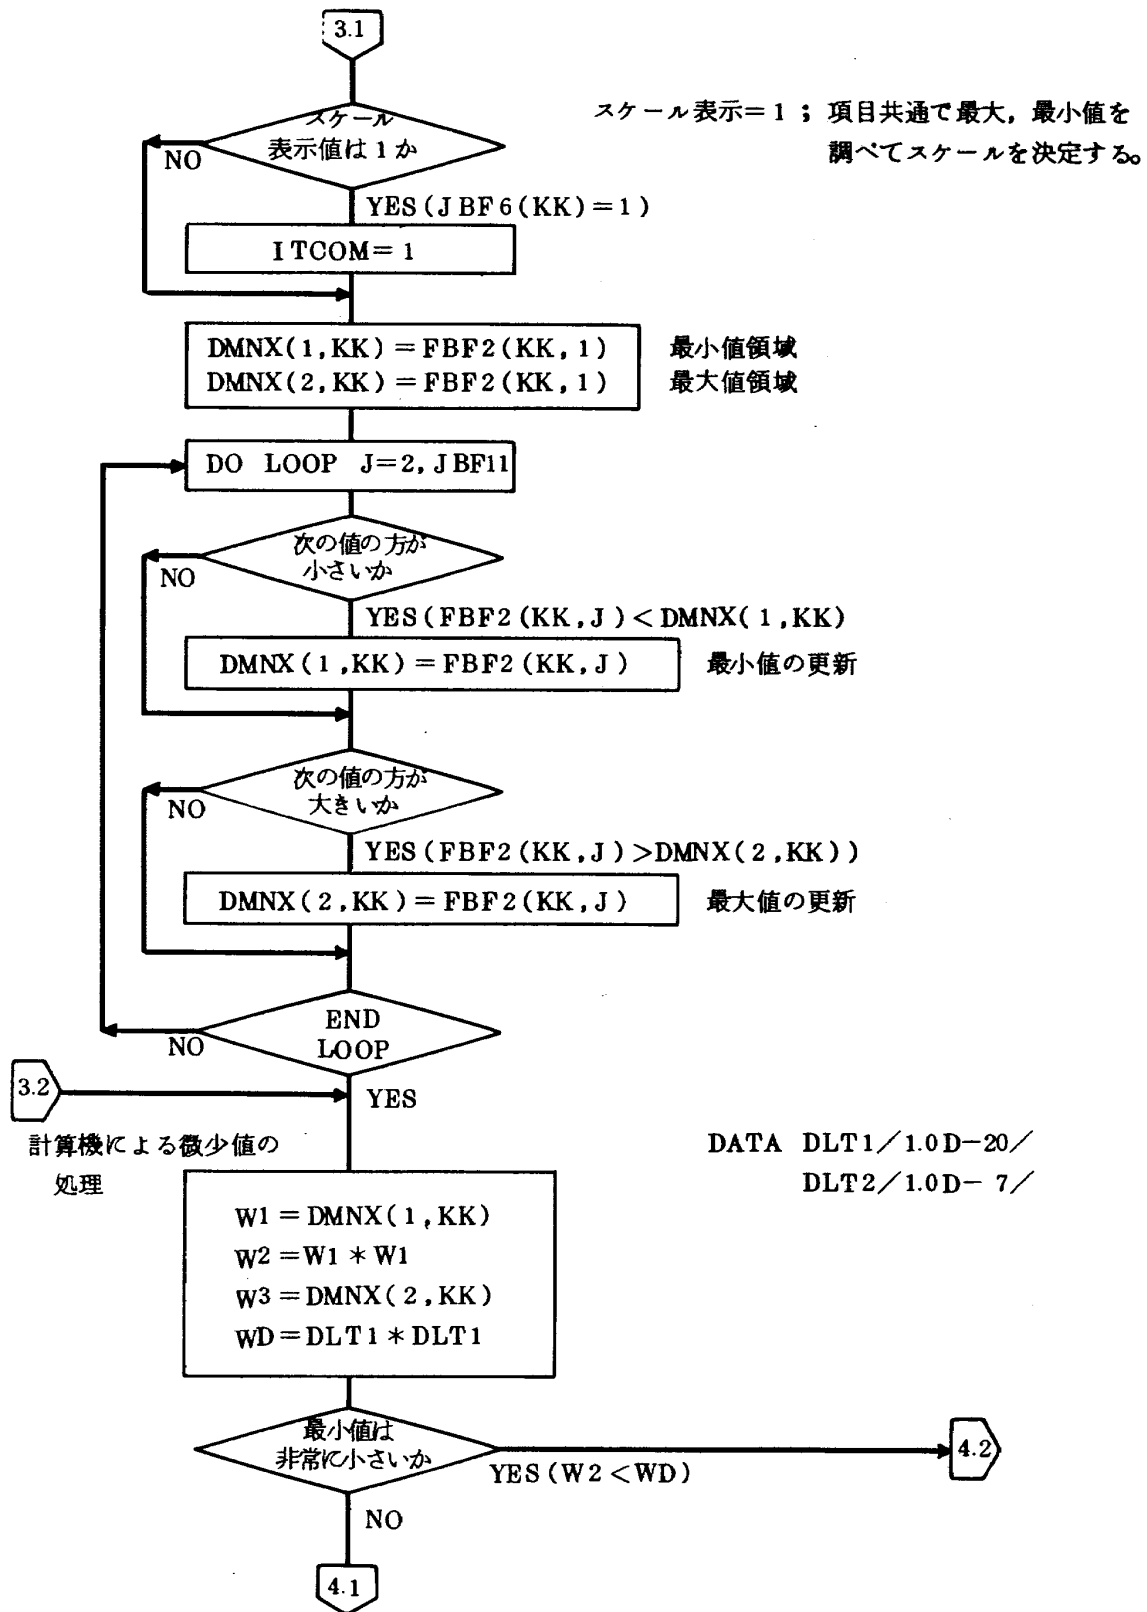 3.1
スケール
表示値は1か
スケール表示=1 ; 項目共通で最大, 最小値を
調べてスケールを決定する。
NO
YES(JBF6(KK)=1)
ITCOM=1
DMNX(1,KK)=FBF2(KK,1) 最小値領域
DMNX(2,KK)=FBF2(KK,1) 最大値領域
DO LOOP J=2,JBF11
次の値の方が
小さいか
NO
YES(FBF2(KK,J)<DMNX(1,KK)
DMNX(1,KK)=FBF2(KK,J) 最小値の更新
次の値の方が
大きいか
NO
YES(FBF2(KK,J)>DMNX(2,KK))
DMNX(2,KK)=FBF2(KK,J) 最大値の更新
END
LOOP
NO
3.2
YES
計算機による微少値の
処理
DATA DLT1/1.0D-20/
DLT2/1.0D-7/
W1=DMNX(1,KK)
W2=W1*W1
W3=DMNX(2,KK)
WD=DLT1*DLT1
最小値は
非常に小さいか
YES(W2<WD)
4.2
NO
4.1